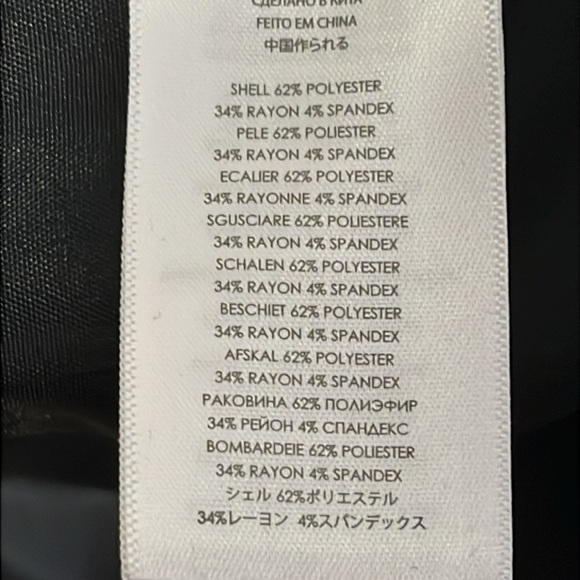 СДЕЛАНО В КИТА
FEITO EM CHINA
中国作られる
SHELL 62% POLYESTER
34% RAYON 4% SPANDEX
PELE 62% POLIESTER
34% RAYON 4% SPANDEX
ECALIER 62% POLYESTER
34% RAYONNE 4% SPANDEX
SGUSCIARE 62% POLIESTERE
34% RAYON 4% SPANDEX
SCHALEN 62% POLYESTER
34% RAYON 4% SPANDEX
BESCHIET 62% POLYESTER
34% RAYON 4% SPANDEX
AFSKAL 62% POLYESTER
34% RAYON 4% SPANDEX
РАКОВИНА 62% ПОЛИЭФИР
34% РЕЙОН 4% СПАНДЕКС
BOMBARDEIE 62% POLIESTER
34% RAYON 4% SPANDEX
シェル 62%ポリエステル
34%レーヨン 4%スパンデックス